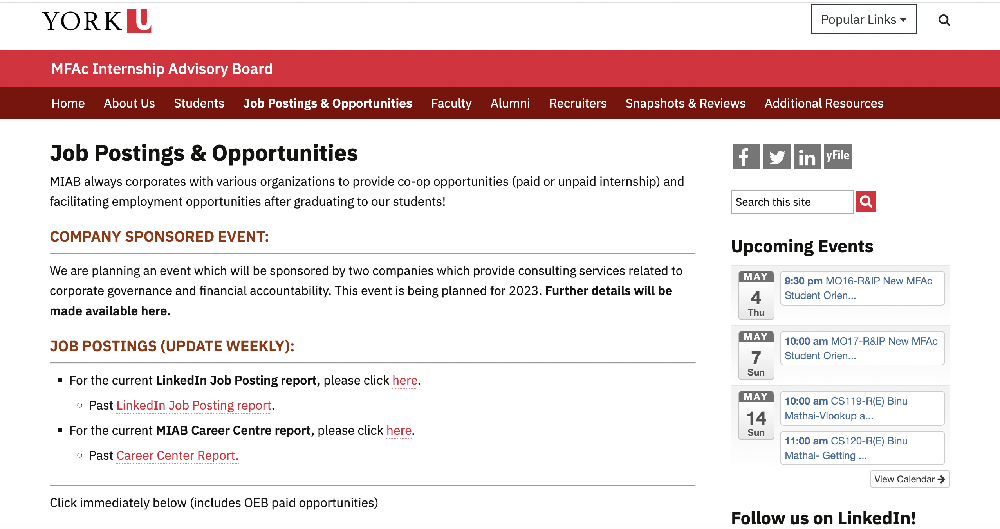 YORK U
Popular Links
MFAc Internship Advisory Board
Home About Us Students Job Postings & Opportunities Faculty Alumni Recruiters Snapshots & Reviews Additional Resources
Job Postings & Opportunities
MIAB always corporates with various organizations to provide co-op opportunities (paid or unpaid internship) and
facilitating employment opportunities after graduating to our students!
COMPANY SPONSORED EVENT:
We are planning an event which will be sponsored by two companies which provide consulting services related to
corporate governance and financial accountability. This event is being planned for 2023. Further details will be
made available here.
JOB POSTINGS (UPDATE WEEKLY):
For the current LinkedIn Job Posting report, please click here.
Past LinkedIn Job Posting report.
For the current MIAB Career Centre report, please click here.
Past Career Center Report.
Click immediately below (includes OEB paid opportunities)
f in yFile
Search this site
Upcoming Events
MAY
4
Thu
9:30 pm MO16-R&IP New MFAc
Student Orien...
MAY
7
Sun
10:00 am MO17-R&IP New MFAc
Student Orien...
MAY
14
Sun
10:00 am CS119-R(E) Binu
Mathai-Vlookup a...
11:00 am CS120-R(E) Binu
Mathai- Getting ...
View Calendar
Follow us on LinkedIn!